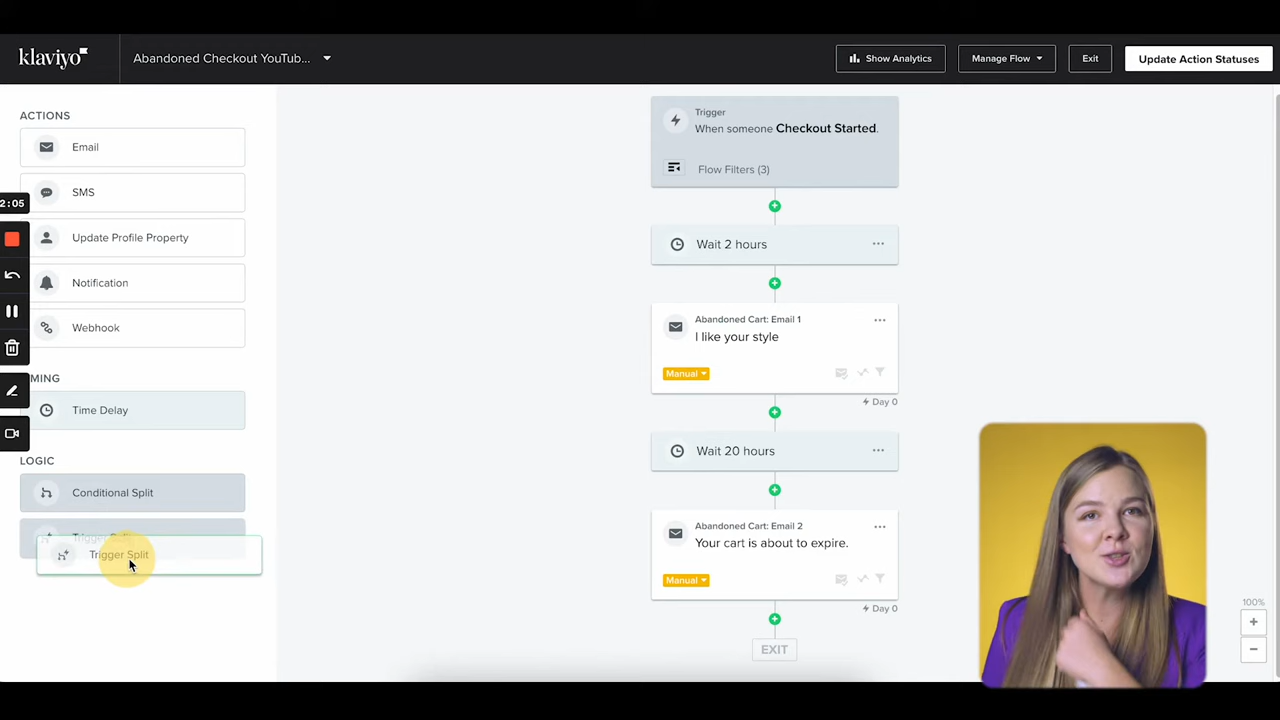 klaviyo
Abandoned Checkout YouTub...
Show Analytics
Manage Flow
Exit
Update Action Statuses
ACTIONS
Email
SMS
2:05
Update Profile Property
Notification
Webhook
MING
Time Delay
LOGIC
Conditional Split
Trigger Split
Trigger Split
Trigger
When someone Checkout Started.
Flow Filters (3)
Wait 2 hours
Abandoned Cart: Email 1
I like your style
Manual
Day 0
Wait 20 hours
Abandoned Cart: Email 2
Your cart is about to expire.
Manual
Day 0
EXIT
100%